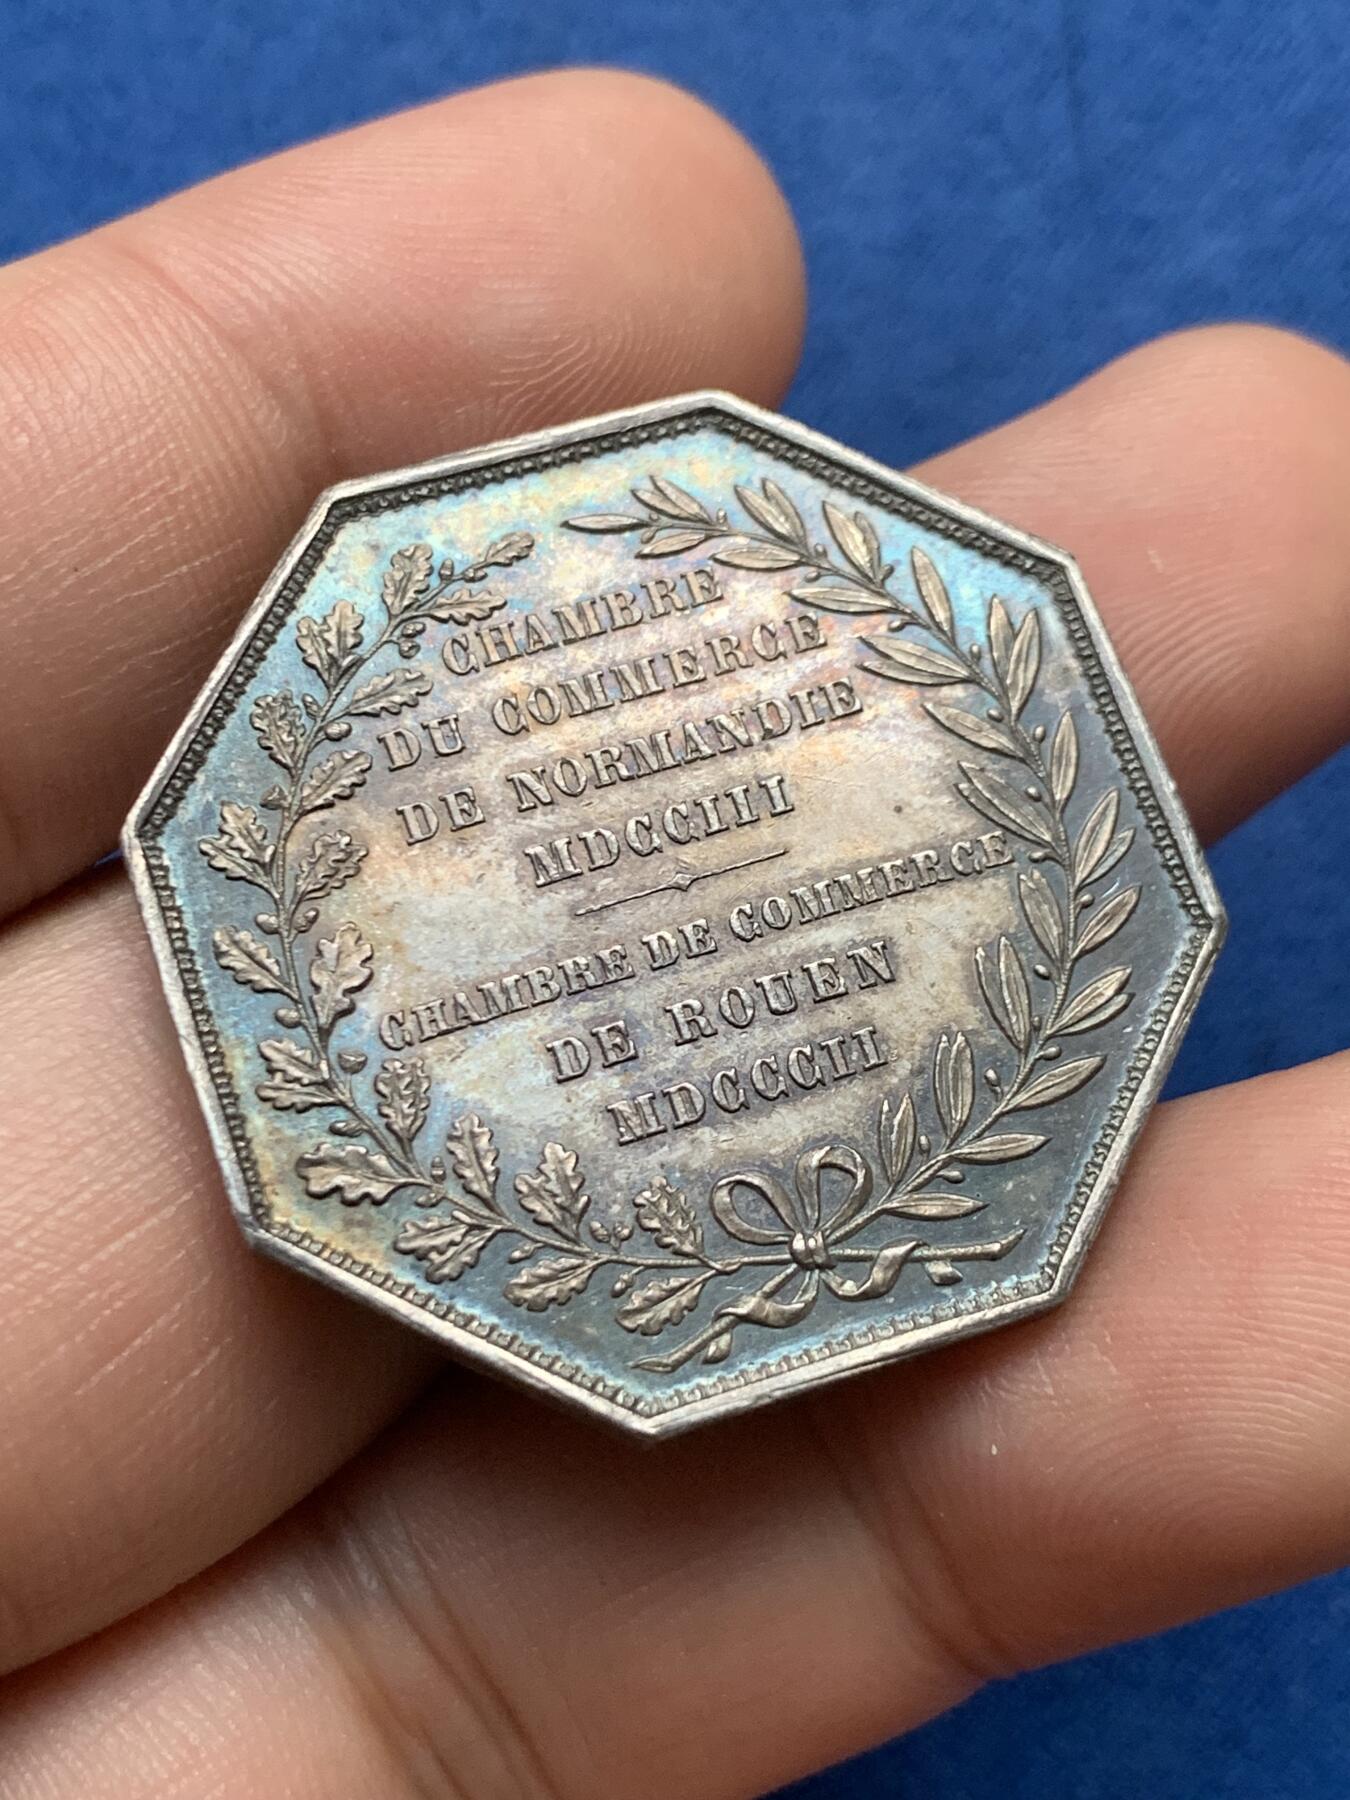 CHAMBRE
DU COMMERCE
DE NORMANDIE
MDCCIII
CHAMBRE DE COMMERCE
DE ROUEN
MDCCCII